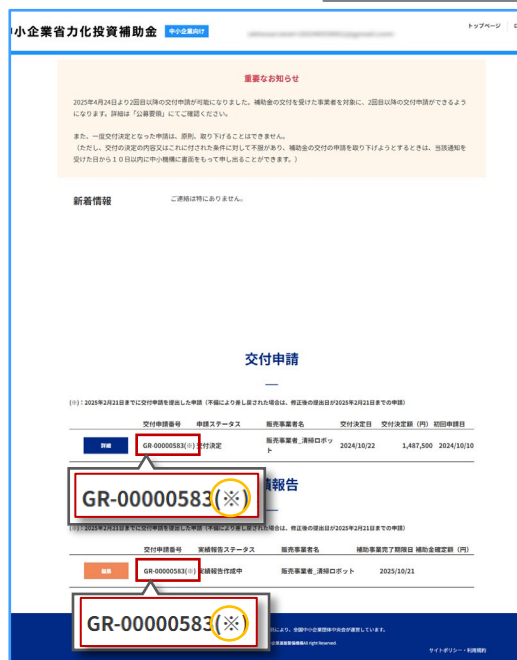 小企業省力化投資補助金 中小企業向け
トップページ
重要なお知らせ
2025年4月24日より2回目以降の交付申請が可能になりました。補助金の交付を受けた事業者を対象に、2回目以降の交付申請ができるよう
になります。詳細は「公募要領」にてご確認ください。
また、一度交付決定となった申請は、原則、取り下げることはできません。
（ただし、交付の決定の内容又はこれに付された条件に対して不服があり、補助金の交付の申請を取り下げようとするときは、当該通知を
受けた日から１０日以内に中小機構に書面をもって申し出ることができます。）
新着情報
ご連絡は特にありません。
交付申請
(※)：2025年2月21日までに交付申請を提出した申請（不備により差し戻された場合は、修正後の提出日が2025年2月21日までの申請）
交付申請番号 申請ステータス 販売事業者名 交付決定日 交付決定額（円） 初回申請日
詳細 GR-00000583(※) 交付決定 販売事業者_清掃ロボッ 2024/10/22 1,487,500 2024/10/10
ト
GR-00000583(※)
績報告
(※)：2025年2月21日までに交付申請を提出した申請（不備により差し戻された場合は、修正後の提出日が2025年2月21日までの申請）
交付申請番号 実績報告ステータス 販売事業者名 補助事業完了期限日 補助金確定額（円）
編集 GR-00000583(※) 実績報告作成中 販売事業者_清掃ロボット 2025/10/21
GR-00000583(※)
により、全国中小企業団体中央会が運営しています。
All right Reserved.
サイトポリシー・利用規約